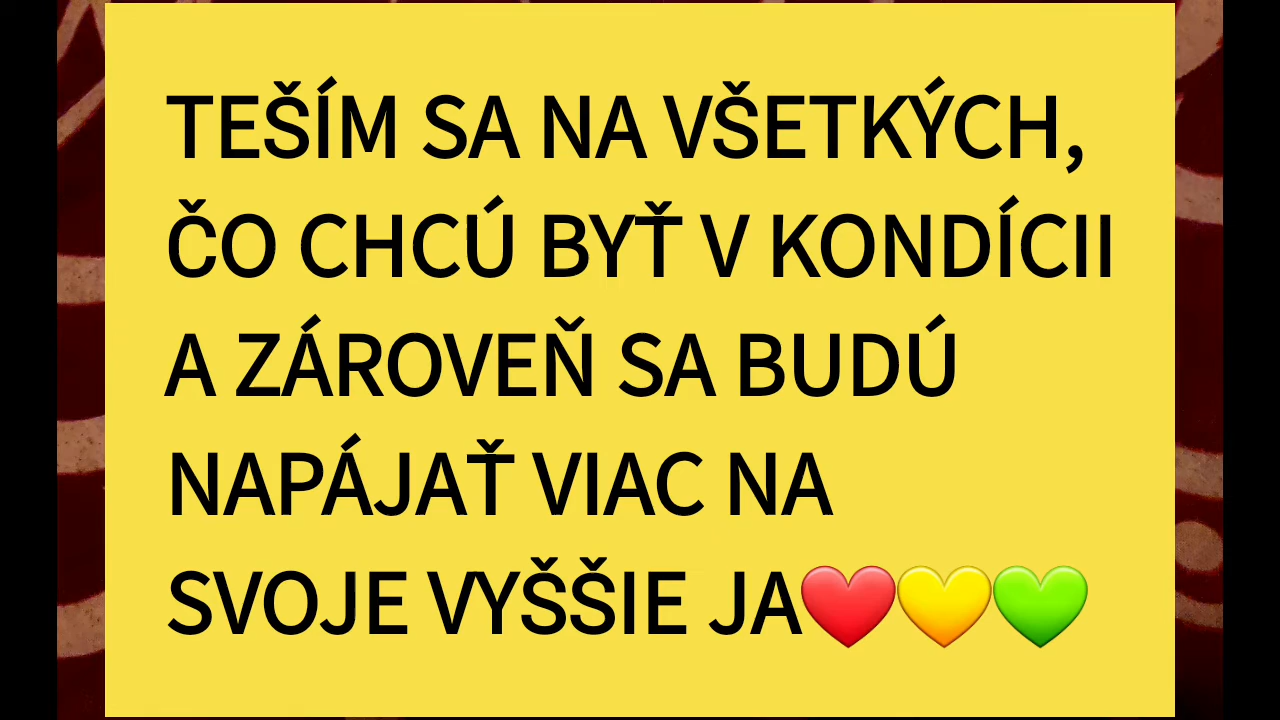 TEŠÍM SA NA VŠETKÝCH,
ČO CHCÚ BYŤ V KONDÍCII
A ZÁROVEŇ SA BUDÚ
NAPÁJAŤ VIAC NA
SVOJE VYŠŠIE JA❤️💛💚